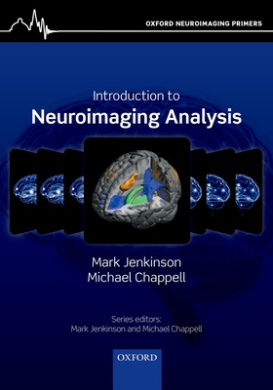 OXFORD NEUROIMAGING PRIMERS
Introduction to
Neuroimaging Analysis
Mark Jenkinson
Michael Chappell
Series editors:
Mark Jenkinson and Michael Chappell
OXFORD